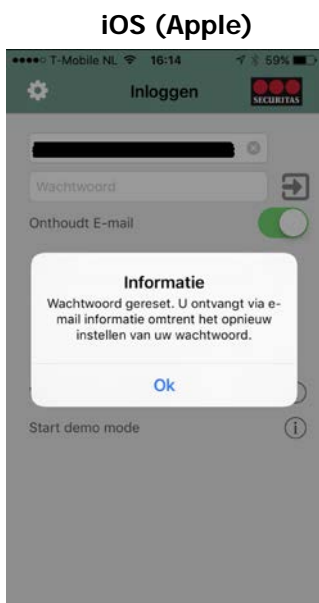 iOS (Apple)
T-Mobile NL 16:14 59%
Inloggen
SECURITAS
Wachtwoord
Onthoudt E-mail
Informatie
Wachtwoord gereset. U ontvangt via e-
mail informatie omtrent het opnieuw
instellen van uw wachtwoord.
Ok
Start demo mode